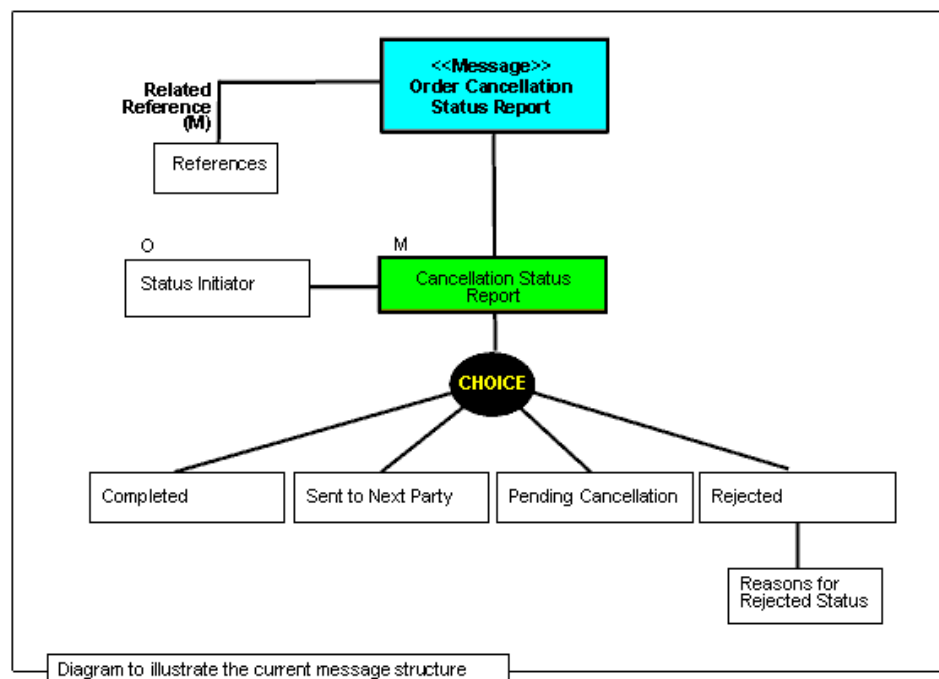 <<Message>>
Order Cancellation
Status Report
Related
Reference
(M)
References
O
M
Status Initiator
Cancellation Status
Report
CHOICE
Completed
Sent to Next Party
Pending Cancellation
Rejected
Reasons for
Rejected Status
Diagram to illustrate the current message structure